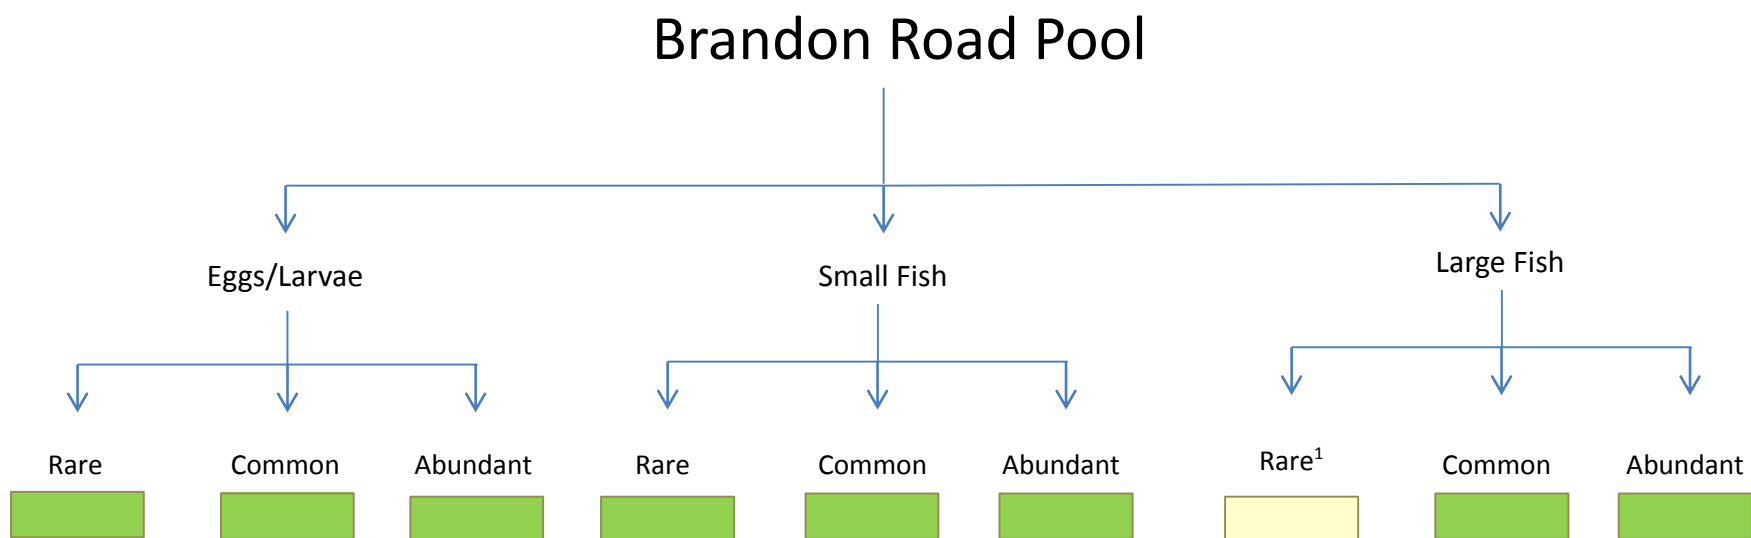 Brandon Road Pool
Eggs/Larvae
Small Fish
Large Fish
Rare
Common
Abundant
Rare
Common
Abundant
Rare¹
Common
Abundant